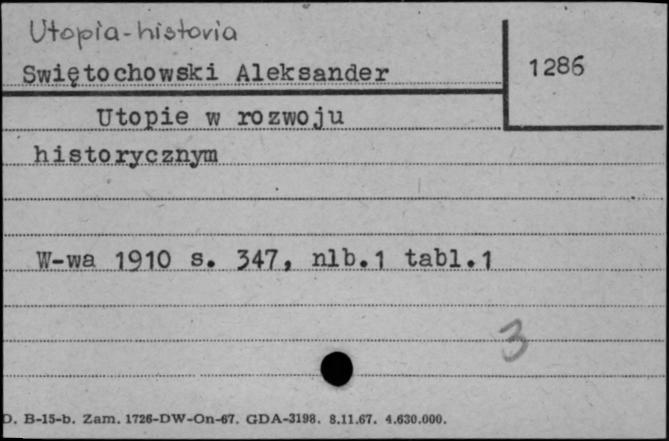 Utopia-historia
Swiętochowski Aleksander
1286
Utopie w rozwoju
historycznym
W-wa 1910 s. 347, nlb.1 tabl.1
3
D. B-15-b. Zam. 1726-DW-On-67. GDA-3198. 8.11.67. 4.630.000.